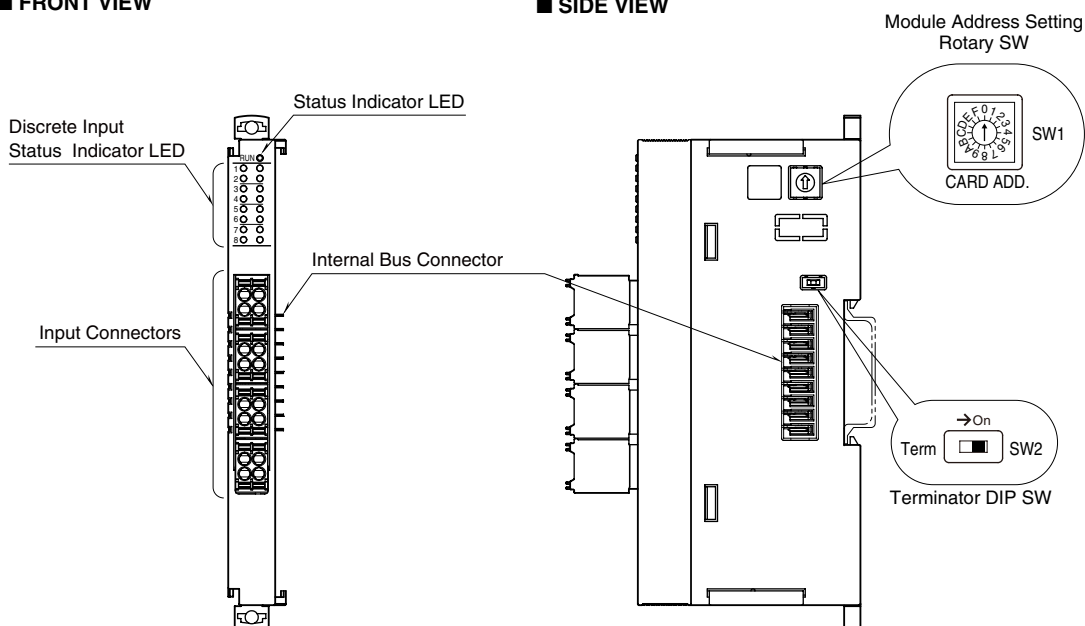 ■ FRONT VIEW
■ SIDE VIEW
Module Address Setting
Rotary SW
Status Indicator LED
Discrete Input
Status Indicator LED
RUN
1
2
3
4
5
6
7
8
0123456789ABCDEF
SW1
CARD ADD.
Internal Bus Connector
Input Connectors
→On
Term
SW2
Terminator DIP SW